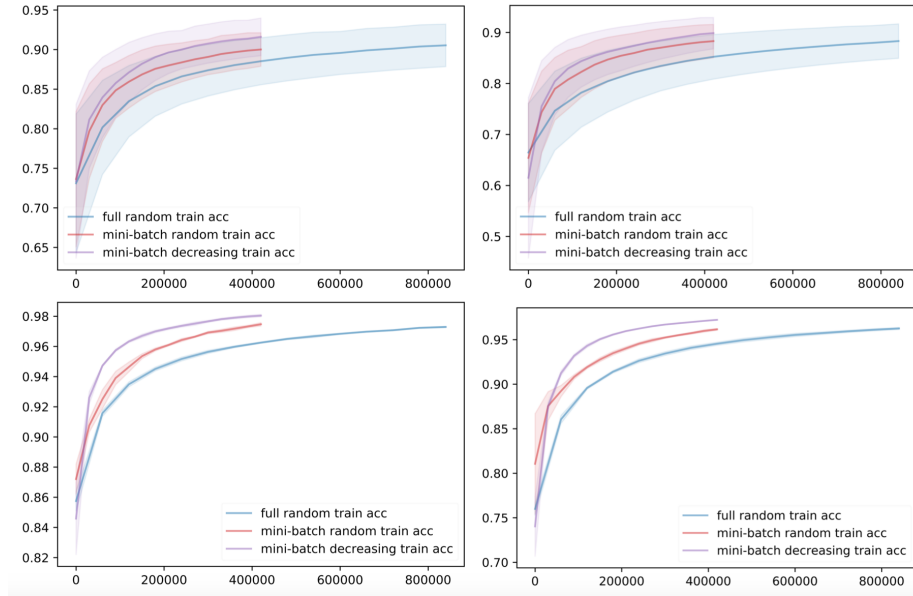 0.95
0.90
0.85
0.80
0.75
0.70
0.65
full random train acc
mini-batch random train acc
mini-batch decreasing train acc
0 200000 400000 600000 800000
0.9
0.8
0.7
0.6
0.5
full random train acc
mini-batch random train acc
mini-batch decreasing train acc
0 200000 400000 600000 800000
0.98
0.96
0.94
0.92
0.90
0.88
0.86
0.84
0.82
full random train acc
mini-batch random train acc
mini-batch decreasing train acc
0 200000 400000 600000 800000
0.95
0.90
0.85
0.80
0.75
0.70
full random train acc
mini-batch random train acc
mini-batch decreasing train acc
0 200000 400000 600000 800000